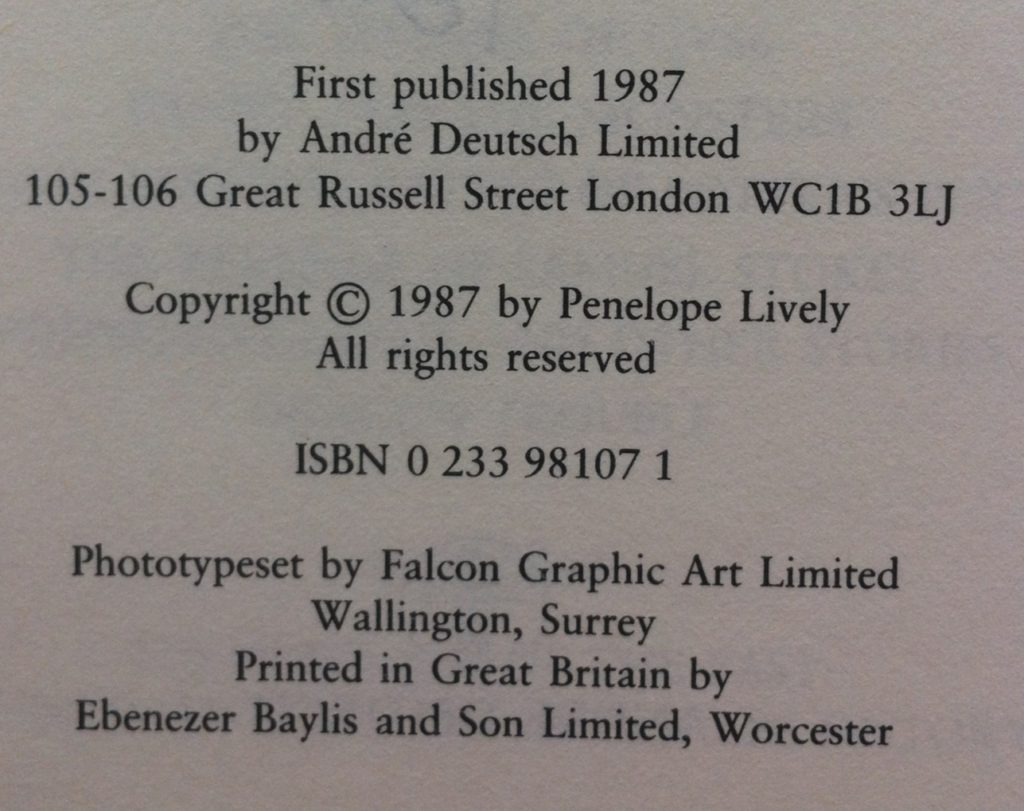 First published 1987
by André Deutsch Limited
105-106 Great Russell Street London WC1B 3LJ
Copyright © 1987 by Penelope Lively
All rights reserved
ISBN 0 233 98107 1
Phototypeset by Falcon Graphic Art Limited
Wallington, Surrey
Printed in Great Britain by
Ebenezer Baylis and Son Limited, Worcester